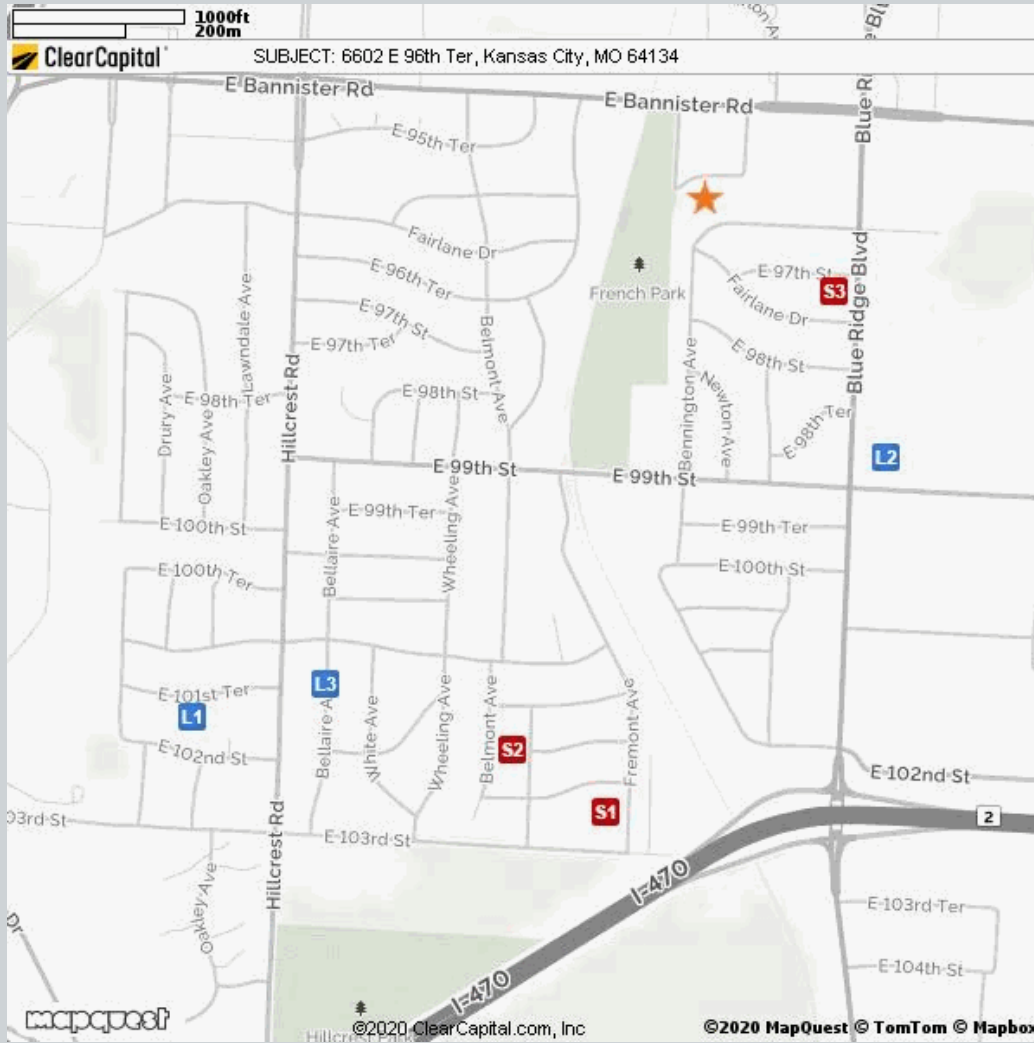 1000ft
200m
ClearCapital
SUBJECT: 6602 E 96th Ter, Kansas City, MO 64134
E Bannister Rd
E Bannister Rd
E 95th Ter
Fairlane Dr
E 96th Ter
E 97th St
E 97th Ter
Belmont Ave
French Park
E 97th St
S3
Fairlane Dr
Blue Ridge Blvd
Lawndale Ave
Hillcrest Rd
Drury Ave
Oakley Ave
E 98th Ter
E 98th St
E 98th St
Bennington Ave
Newton Ave
E 98th Ter
L2
E 99th St
E 99th St
E 100th St
Bellaire Ave
E 99th Ter
Wheeling Ave
E 99th Ter
E 100th Ter
E 100th St
L3
E 101st Ter
L1
E 102nd St
Bellaire A
White Ave
Wheeling Ave
Belmont Ave
S2
Fremont Ave
S1
E 102nd St
2
03rd St
E 103rd St
Hillcrest Rd
Oakley Ave
I-470
E 103rd Ter
E 104th St
Dr
I-470
mapquest
Hillcrest Park
©2020 ClearCapital.com, Inc
©2020 MapQuest © TomTom © Mapbox